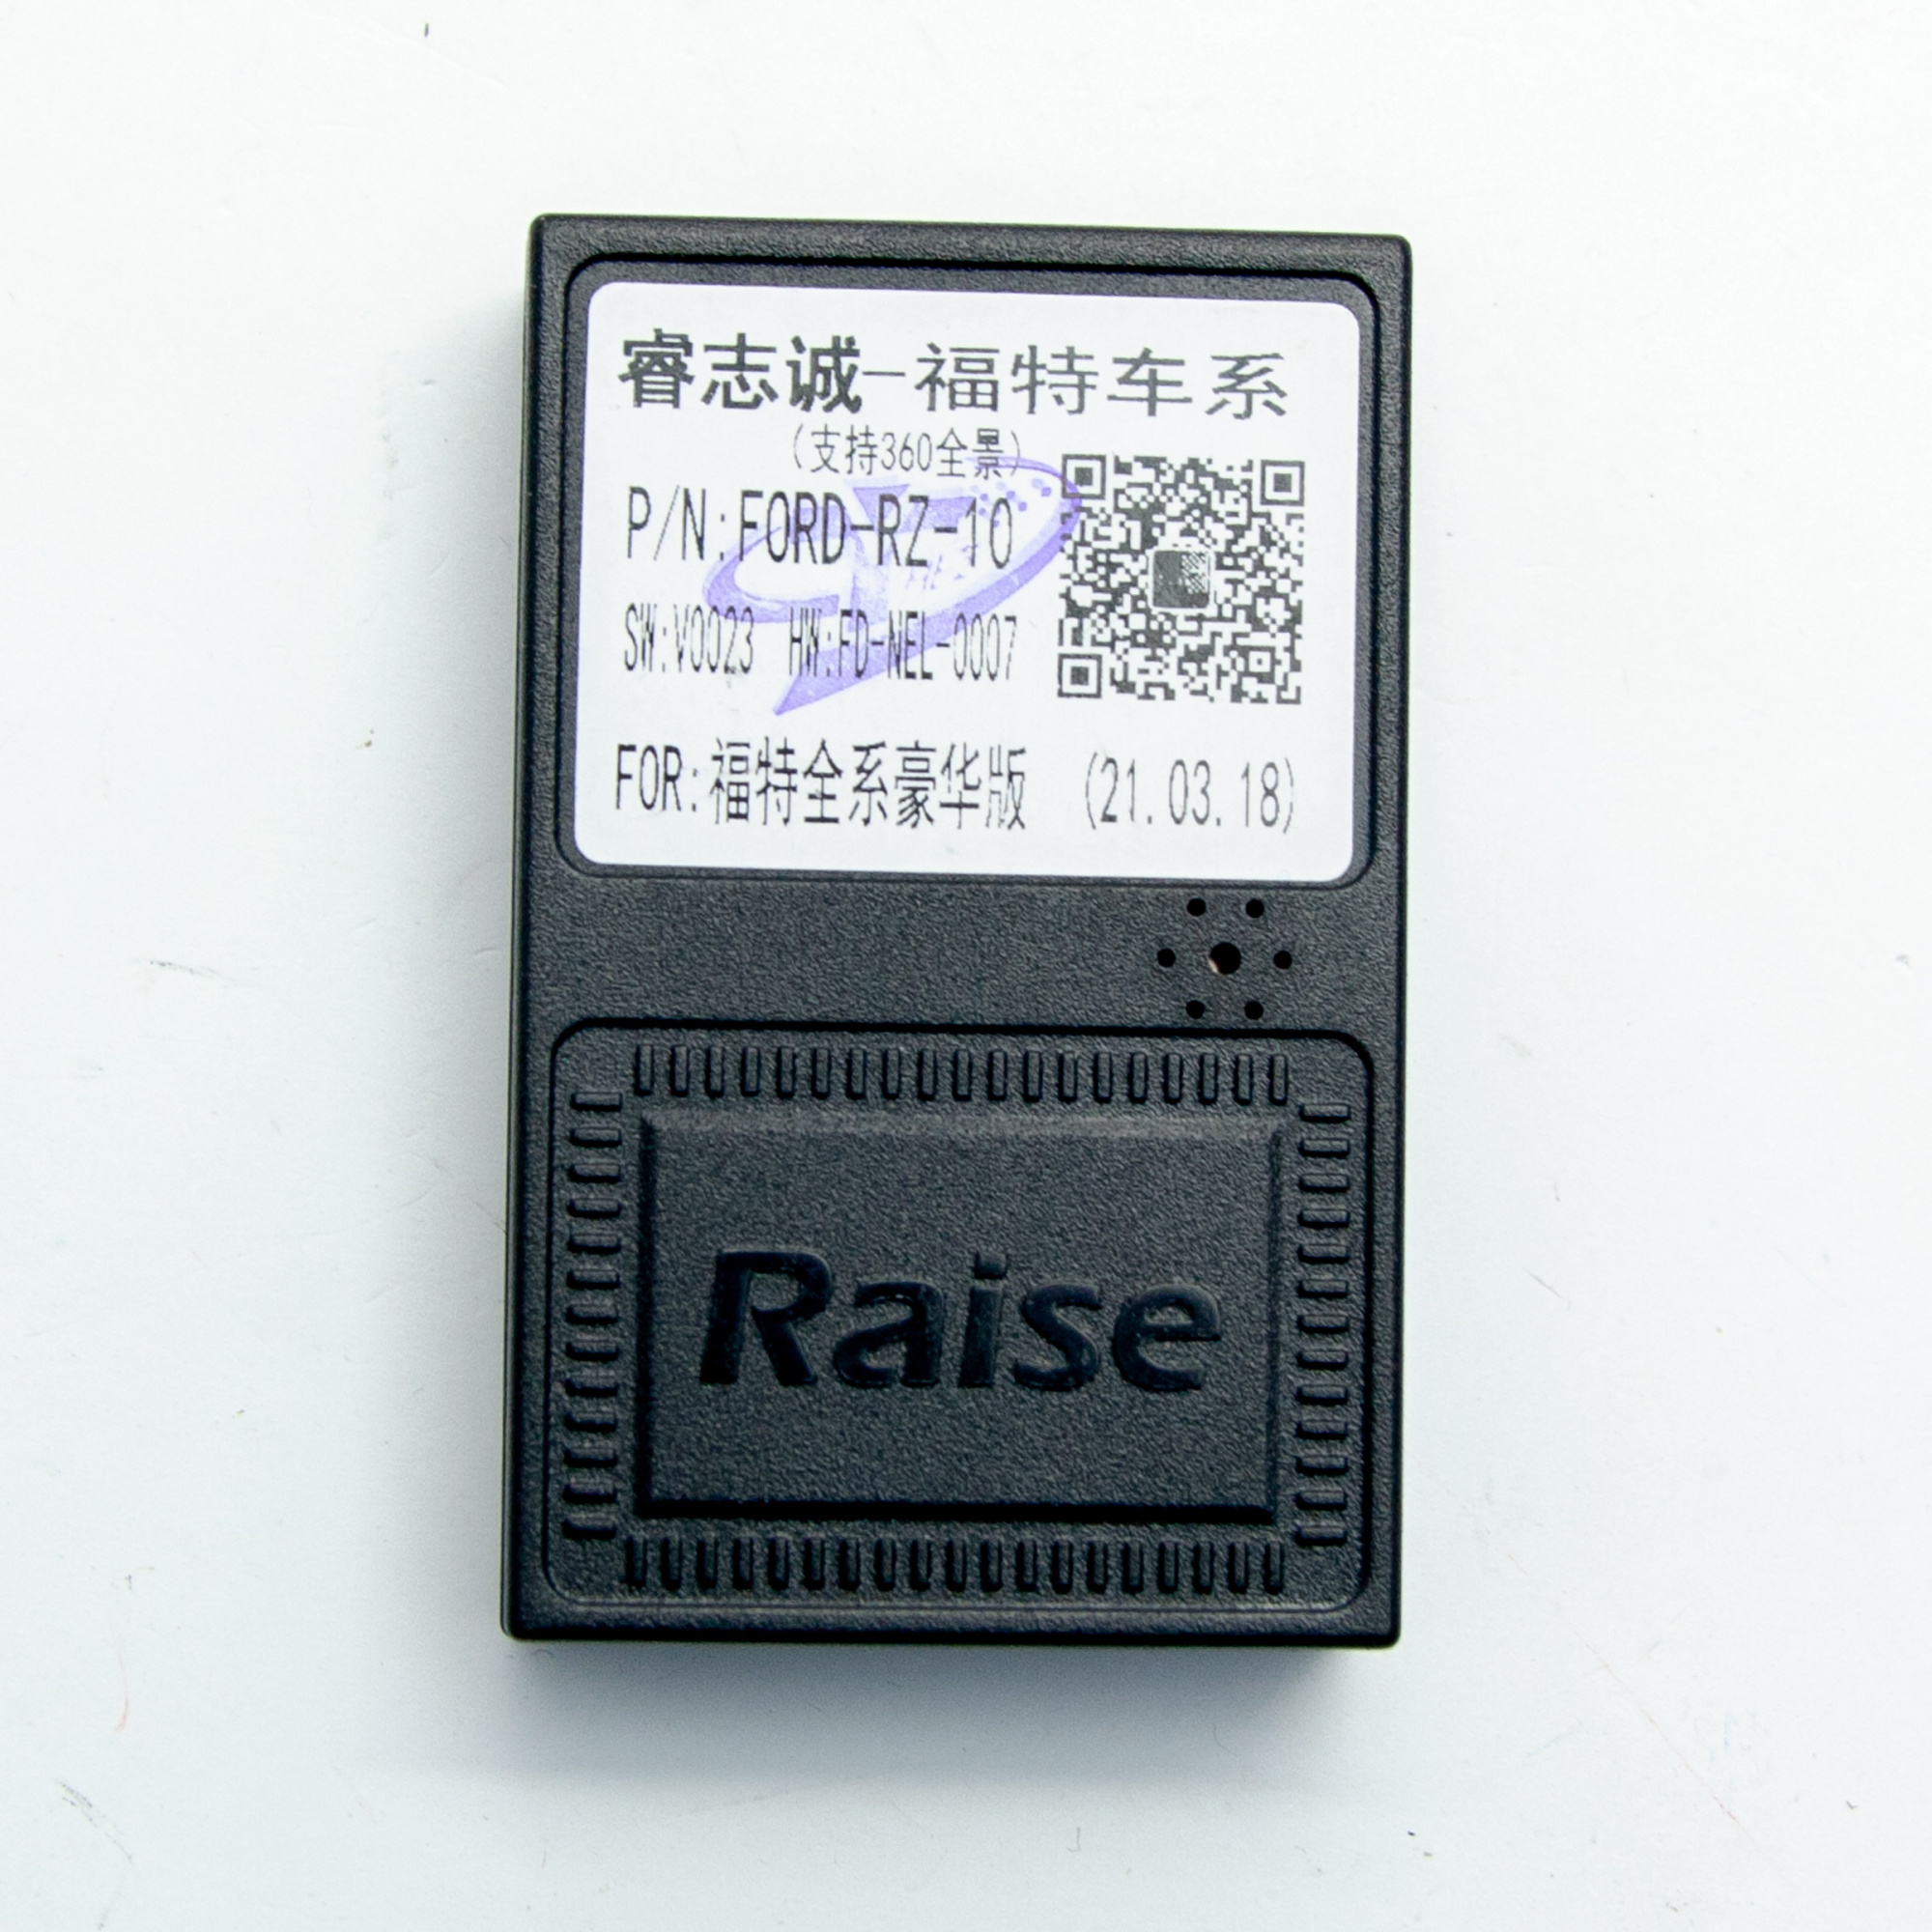 睿志诚-福特车系
(支持360全景)
P/N:FORD-RZ-10
SW:V0023 HW:FD-NEL-0007
FOR:福特全系豪华版 (21.03.18)
Raise